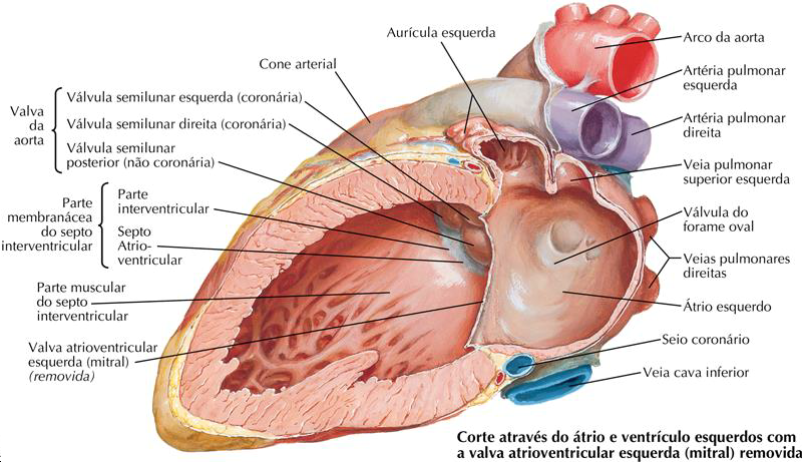 Aurícula esquerda
Cone arterial
Valva
da
aorta
Válvula semilunar esquerda (coronária)
Válvula semilunar direita (coronária)
Válvula semilunar
posterior (não coronária)
Parte
membranácea
do septo
interventricular
Parte
interventricular
Septo
Atrio-
ventricular
Parte muscular
do septo
interventricular
Valva atrioventricular
esquerda (mitral)
(removida)
Arco da aorta
Artéria pulmonar
esquerda
Artéria pulmonar
direita
Veia pulmonar
superior esquerda
Válvula do
forame oval
Veias pulmonares
direitas
Átrio esquerdo
Seio coronário
Veia cava inferior
Corte através do átrio e ventrículo esquerdos com
a valva atrioventricular esquerda (mitral) removida